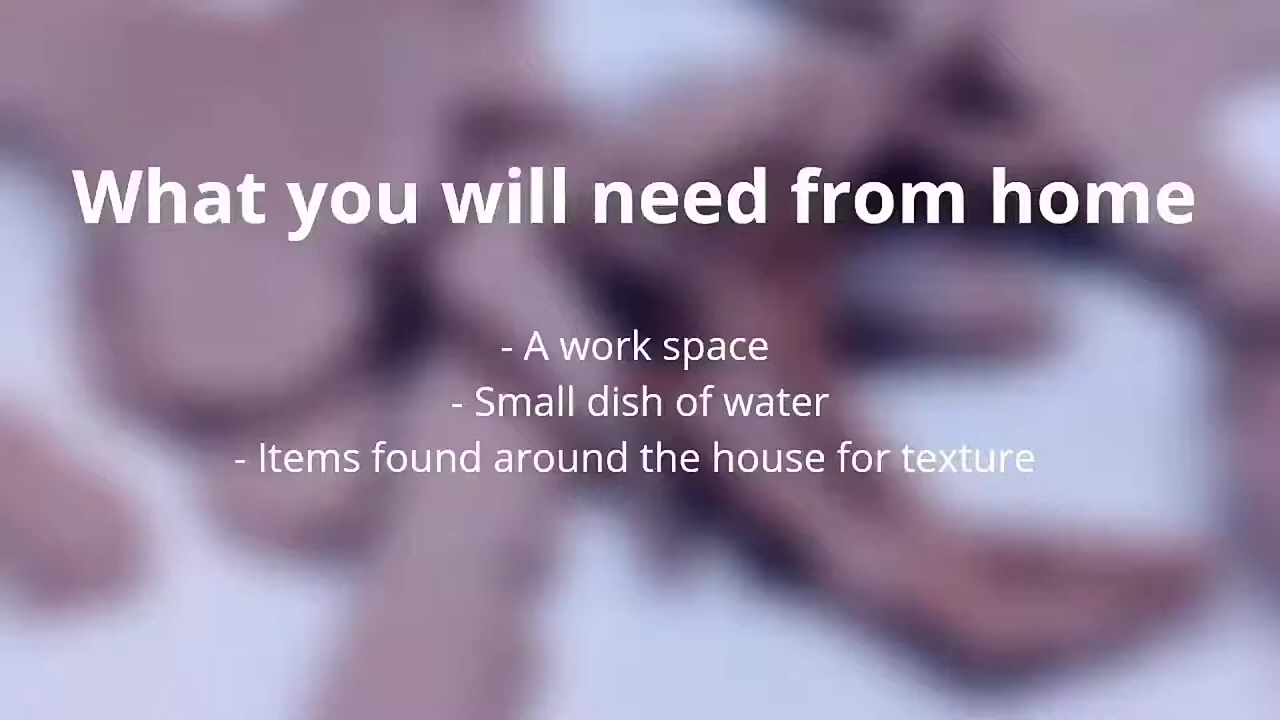 What you will need from home
- A work space
- Small dish of water
- Items found around the house for texture